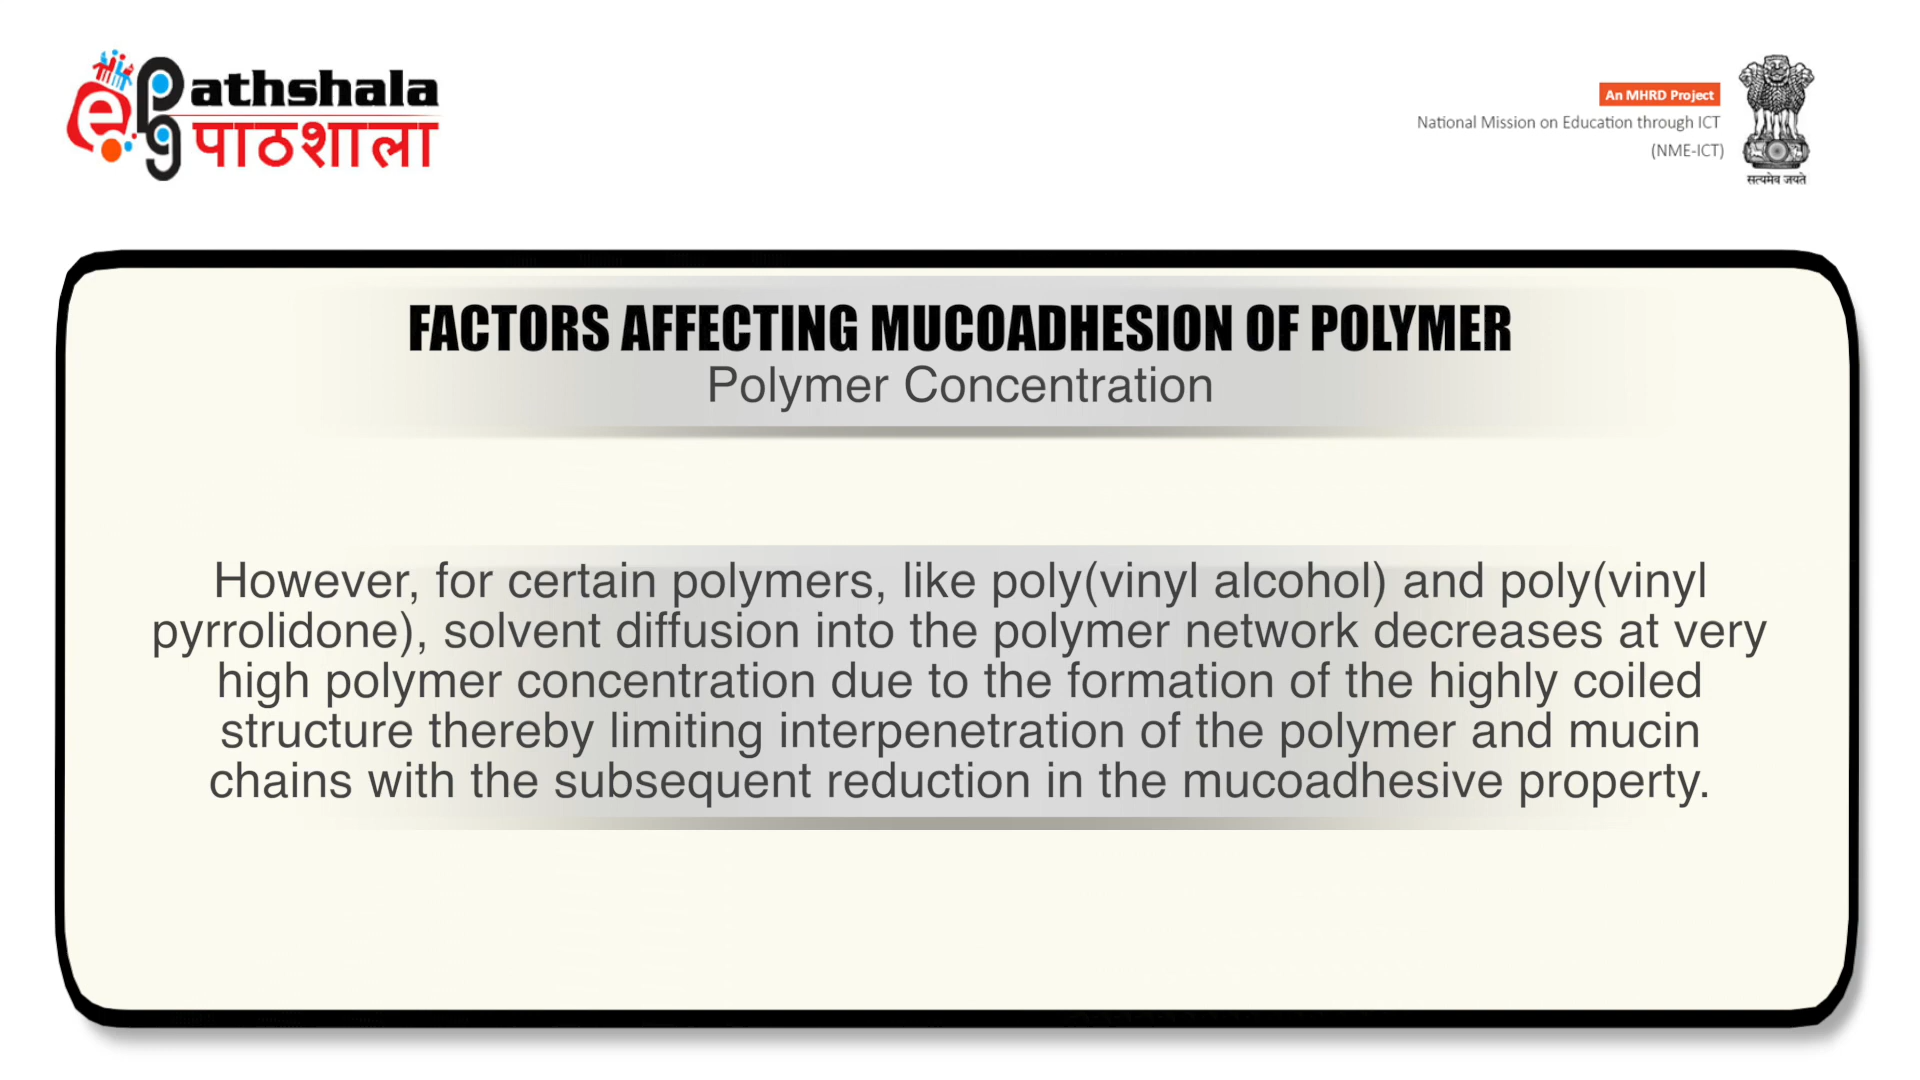 e pg Pathshala
पाठशाला
An MHRD Project
National Mission on Education through ICT
(NME-ICT)
सत्यमेव जयते
FACTORS AFFECTING MUCOADHESION OF POLYMER
Polymer Concentration
However, for certain polymers, like poly(vinyl alcohol) and poly(vinyl
pyrrolidone), solvent diffusion into the polymer network decreases at very
high polymer concentration due to the formation of the highly coiled
structure thereby limiting interpenetration of the polymer and mucin
chains with the subsequent reduction in the mucoadhesive property.